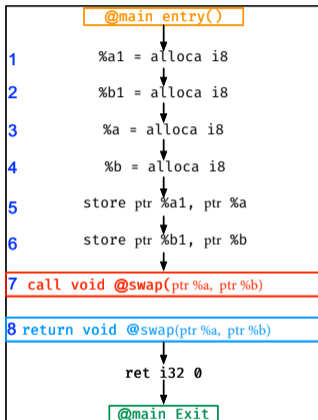 @main entry()
1 %a1 = alloca i8
2 %b1 = alloca i8
3 %a = alloca i8
4 %b = alloca i8
5 store ptr %a1, ptr %a
6 store ptr %b1, ptr %b
7 call void @swap(ptr %a, ptr %b)
8 return void @swap(ptr %a, ptr %b)
ret i32 0
@main Exit